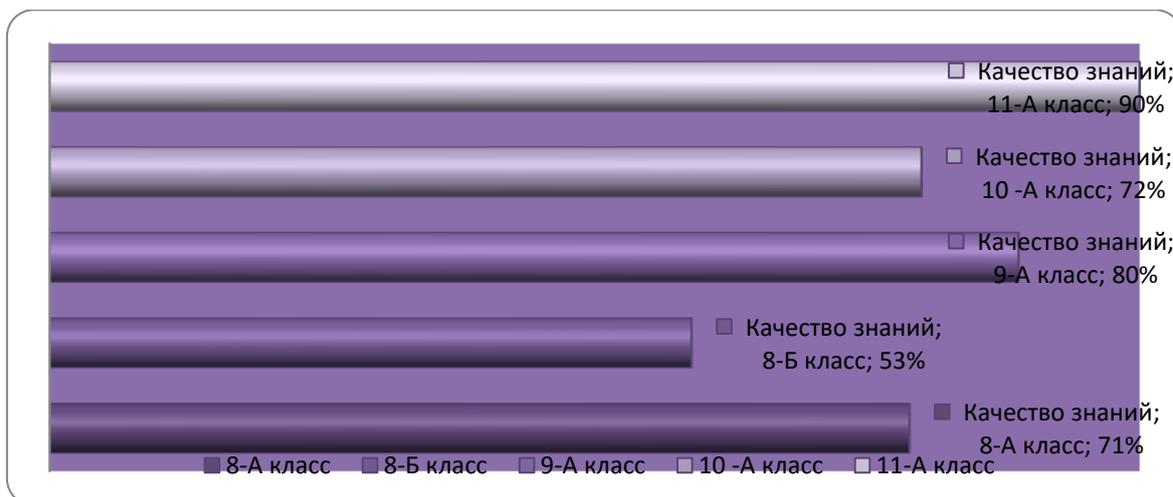 Качество знаний;
11-А класс; 90%
Качество знаний;
10 -А класс; 72%
Качество знаний;
9-А класс; 80%
Качество знаний;
8-Б класс; 53%
Качество знаний;
8-А класс; 71%
8-А класс 8-Б класс 9-А класс 10 -А класс 11-А класс